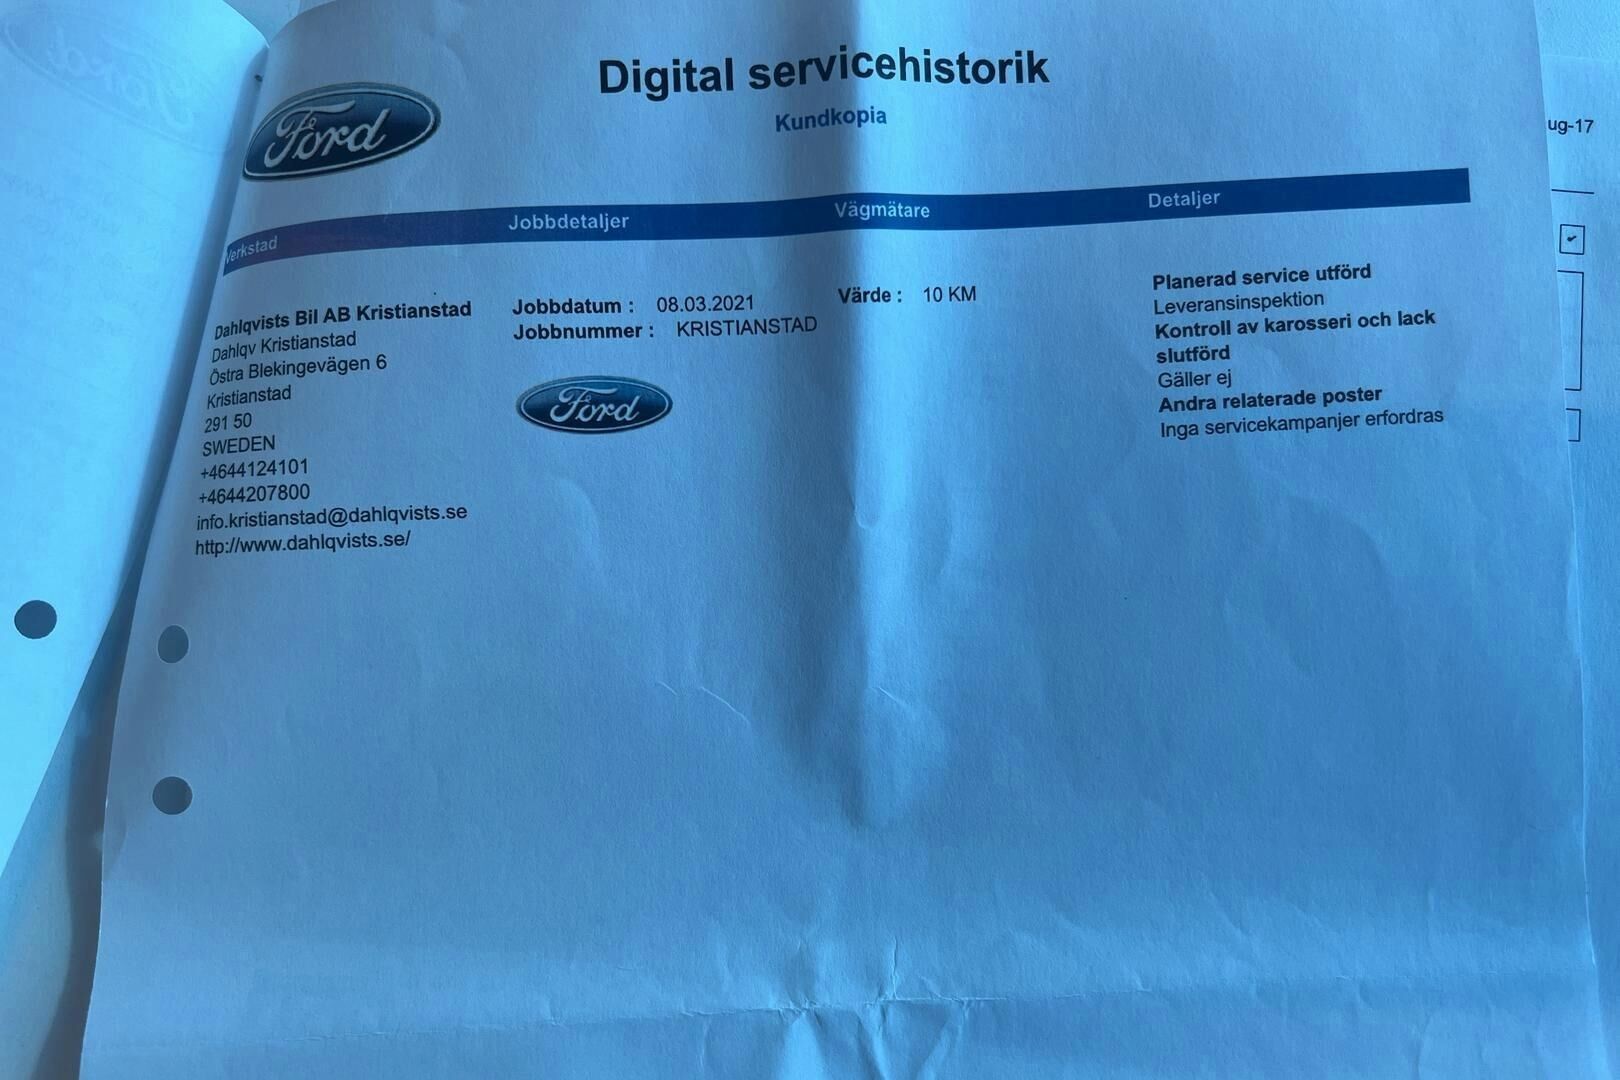 Digital servicehistorik
Kundkopia
Ford
ug-17
Verkstad
Jobbdetaljer
Vägmätare
Detaljer
Dahlqvists Bil AB Kristianstad
Dahlqv Kristianstad
Östra Blekingevägen 6
Kristianstad
291 50
SWEDEN
+4644124101
+4644207800
info.kristianstad@dahlqvists.se
http://www.dahlqvists.se/
Jobbdatum : 08.03.2021
Jobbnummer : KRISTIANSTAD
Ford
Värde : 10 KM
Planerad service utförd
Leveransinspektion
Kontroll av karosseri och lack
slutförd
Gäller ej
Andra relaterade poster
Inga servicekampanjer erfordras